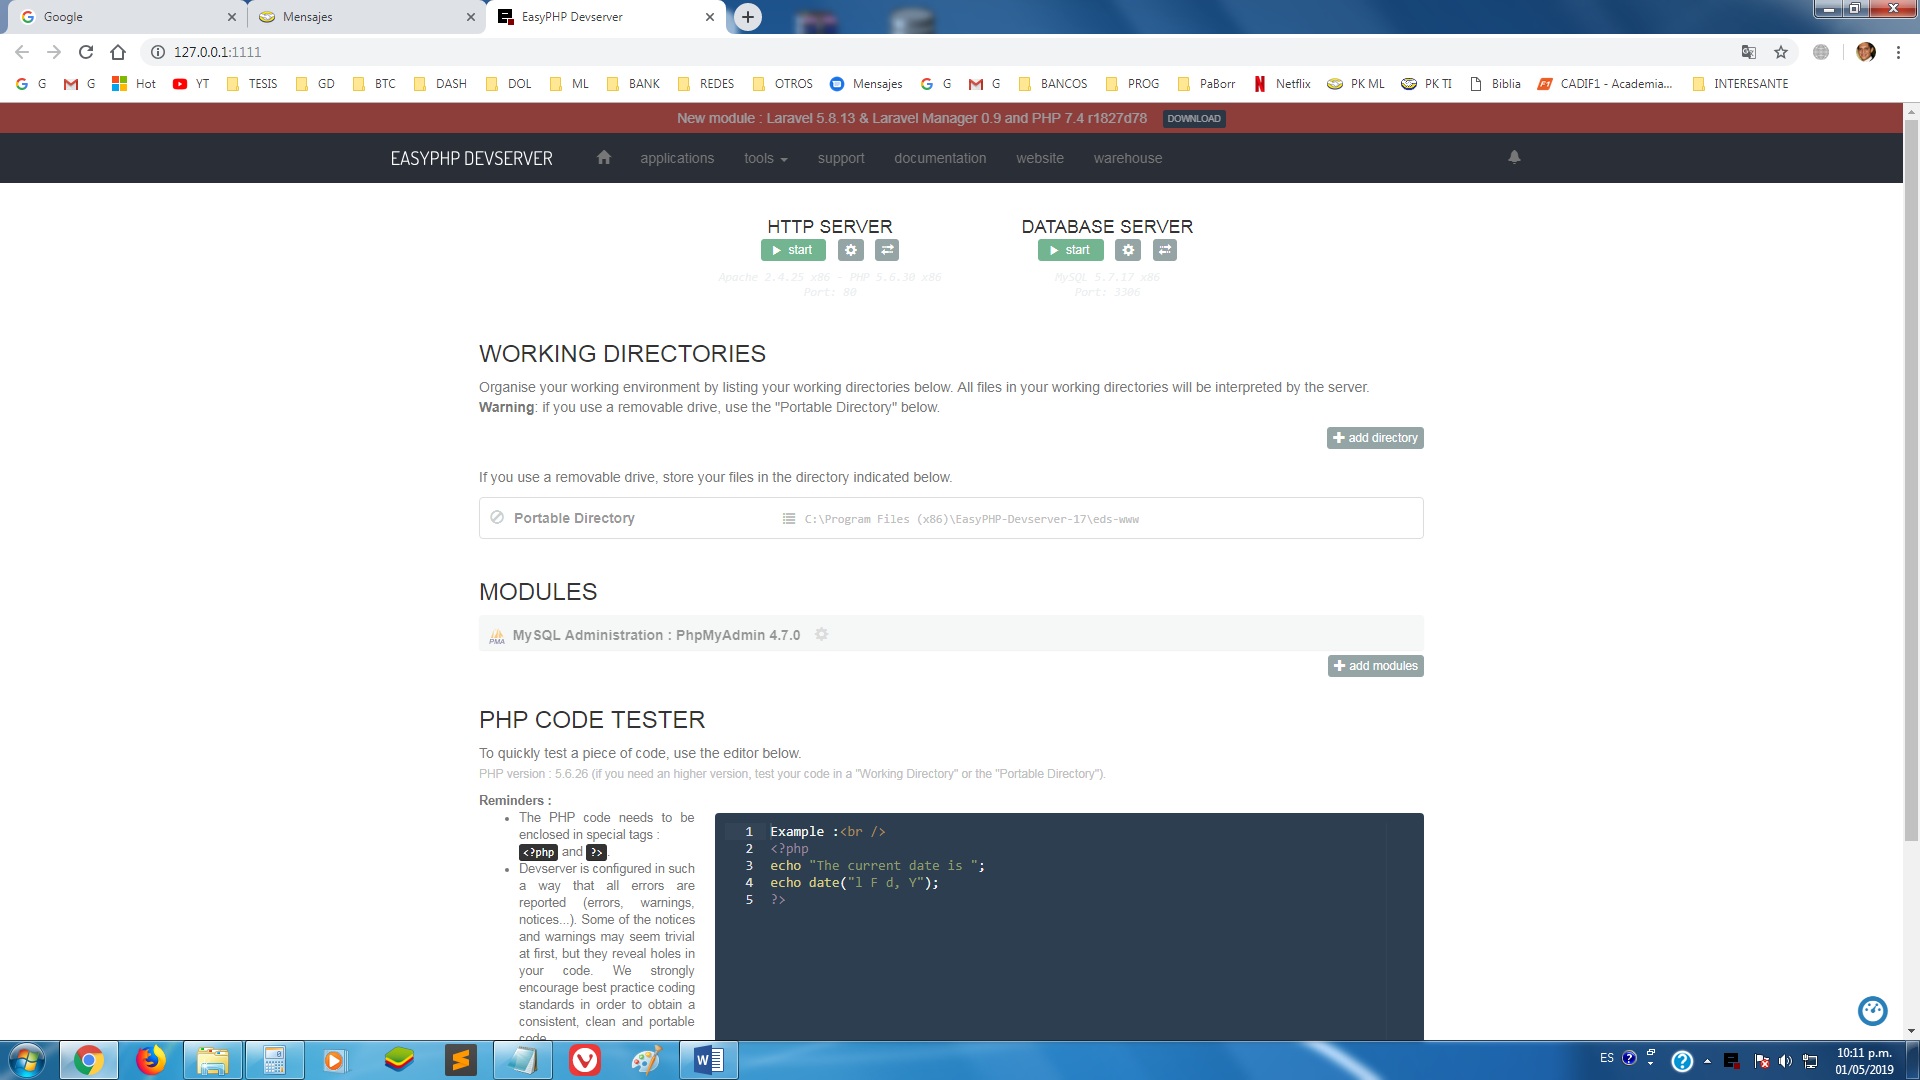 Google
Mensajes
EasyPHP Devserver
127.0.0.1:1111
G G Hot YT TESIS GD BTC DASH DOL ML BANK REDES OTROS Mensajes G G BANCOS PROG PaBorr Netflix PK ML PK TI Biblia CADIF1 - Academia... INTERESANTE
New module : Laravel 5.8.13 & Laravel Manager 0.9 and PHP 7.4 r1827d78 DOWNLOAD
EASYPHP DEVSERVER applications tools support documentation website warehouse
HTTP SERVER
start
Apache 2.4.25 x86 - PHP 5.6.30 x86
Port: 80
DATABASE SERVER
start
MySQL 5.7.17 x86
Port: 3306
WORKING DIRECTORIES
Organise your working environment by listing your working directories below. All files in your working directories will be interpreted by the server.
Warning: if you use a removable drive, use the "Portable Directory" below.
add directory
If you use a removable drive, store your files in the directory indicated below.
Portable Directory C:\Program Files (x86)\EasyPHP-Devserver-17\eds-www
MODULES
PMA MySQL Administration : PhpMyAdmin 4.7.0
add modules
PHP CODE TESTER
To quickly test a piece of code, use the editor below.
PHP version : 5.6.26 (if you need an higher version, test your code in a "Working Directory" or the "Portable Directory").
Reminders :
The PHP code needs to be
enclosed in special tags :
<?php and ?>.
Devserver is configured in such
a way that all errors are
reported (errors, warnings,
notices...). Some of the notices
and warnings may seem trivial
at first, but they reveal holes in
your code. We strongly
encourage best practice coding
standards in order to obtain a
consistent, clean and portable
code.
1 Example :<br />
2 <?php
3 echo "The current date is ";
4 echo date("l F d, Y");
5 ?>
ES
10:11 p.m.
01/05/2019